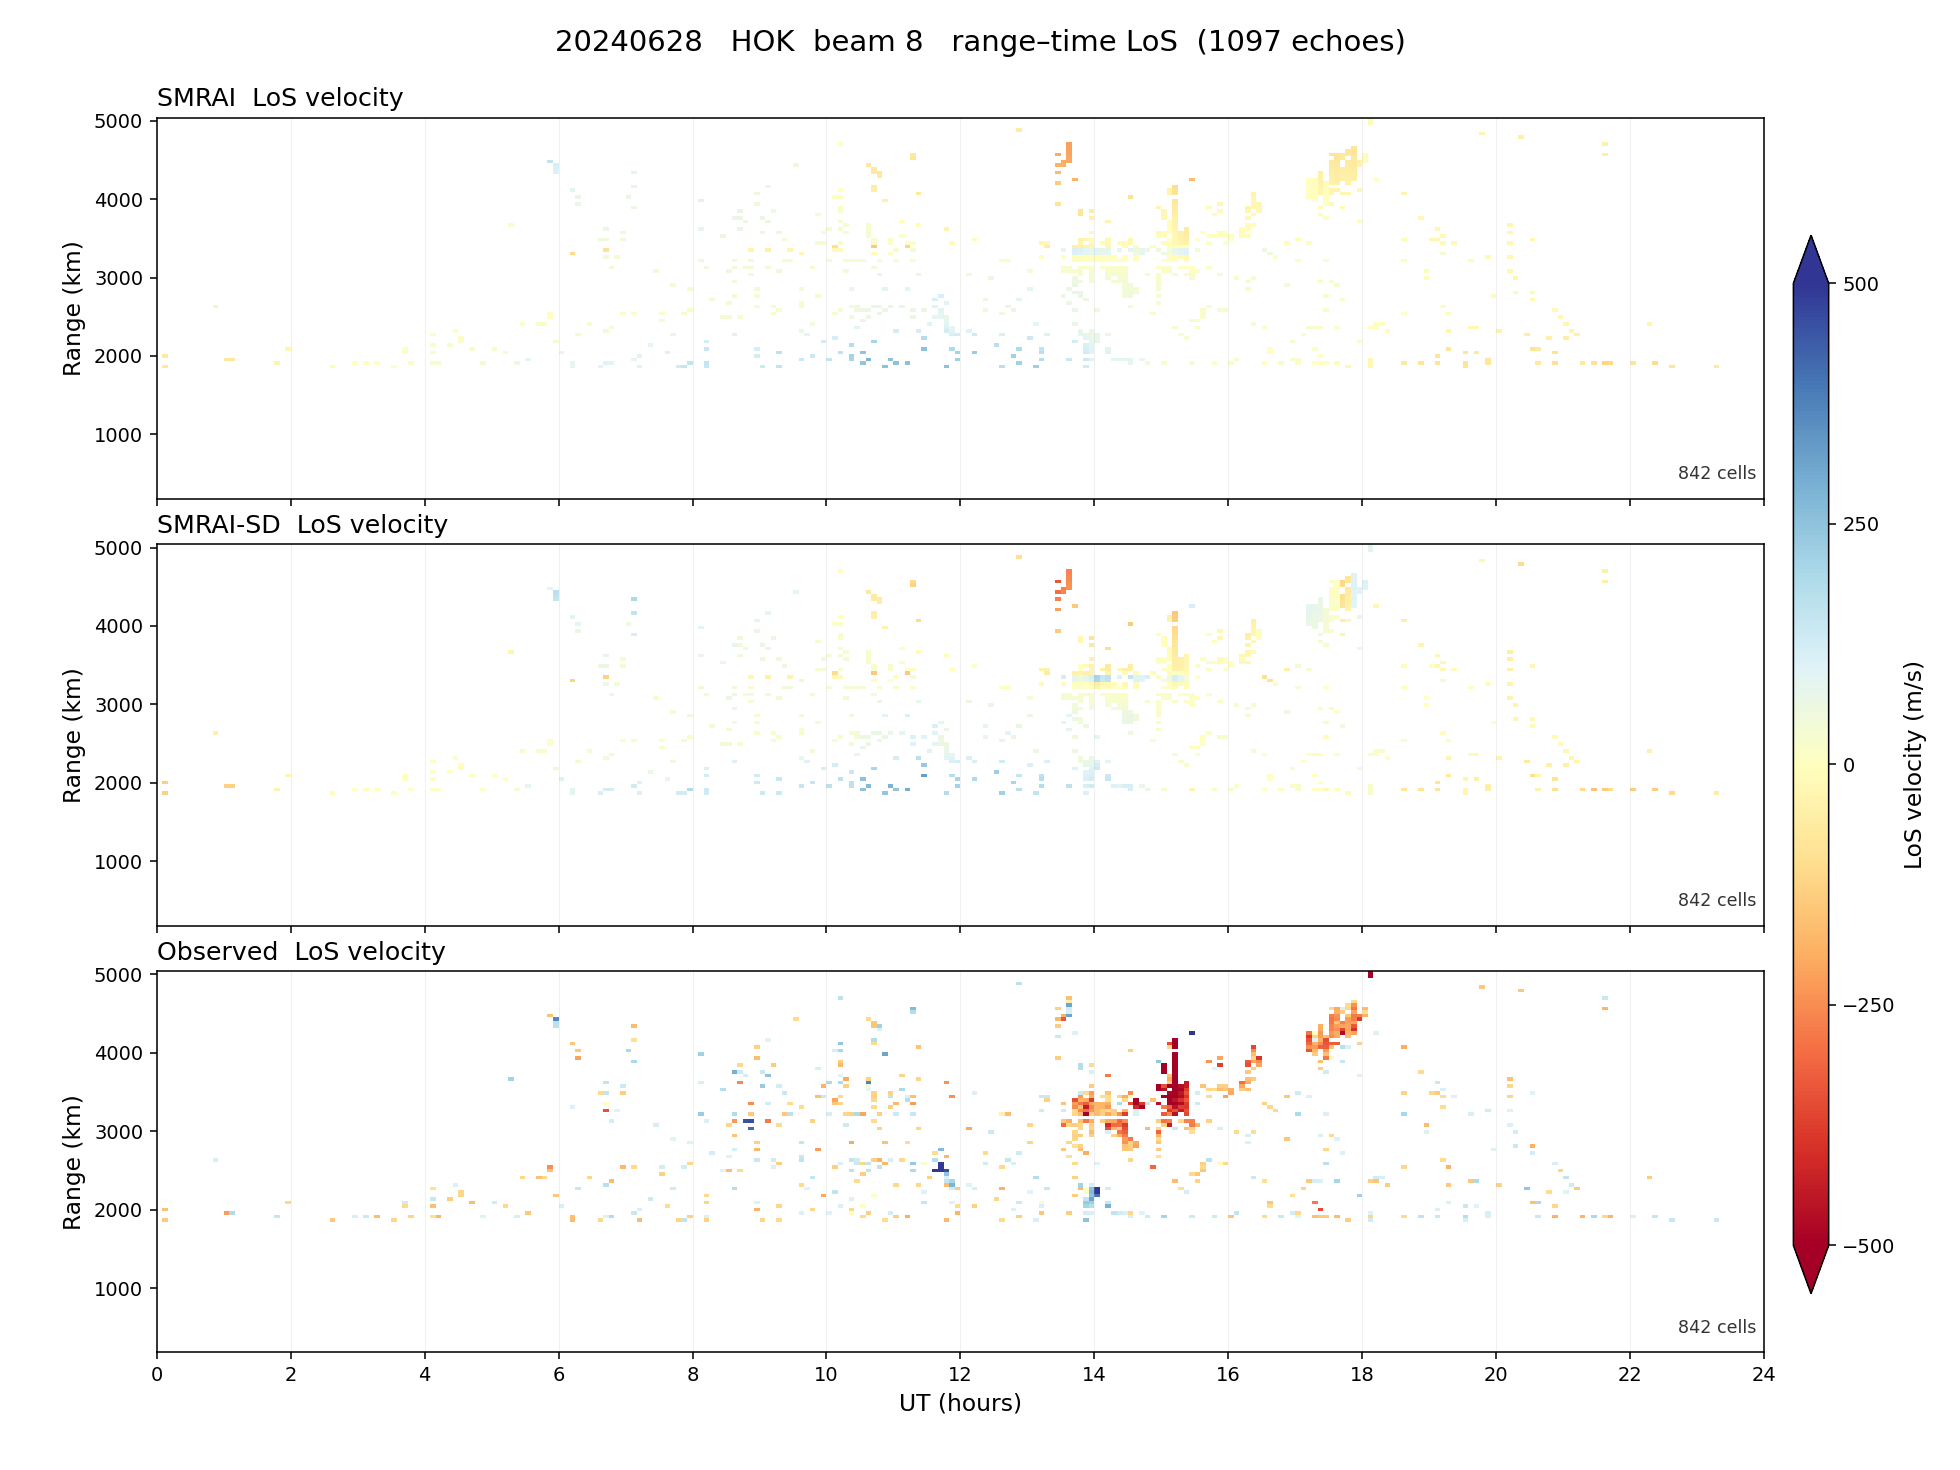 20240628   HOK  beam 8   range–time LoS  (1097 echoes)
SMRAI  LoS velocity
5000
4000
3000
2000
1000
Range (km)
842 cells
SMRAI-SD  LoS velocity
5000
4000
3000
2000
1000
Range (km)
842 cells
Observed  LoS velocity
5000
4000
3000
2000
1000
Range (km)
842 cells
0 2 4 6 8 10 12 14 16 18 20 22 24
UT (hours)
500
250
0
−250
−500
LoS velocity (m/s)